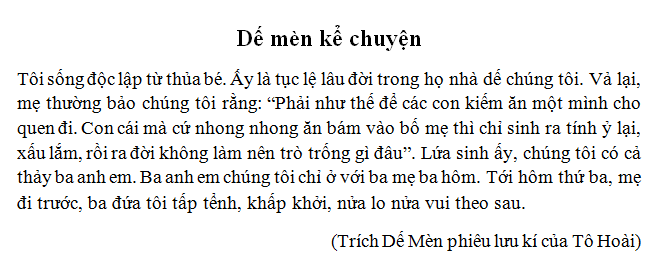 Dế mèn kể chuyện
Tôi sống độc lập từ thủa bé. Ấy là tục lệ lâu đời trong họ nhà dế chúng tôi. Vả lại,
mẹ thường bảo chúng tôi rằng: “Phải như thế để các con kiếm ăn một mình cho
quen đi. Con cái mà cứ nhong nhong ăn bám vào bố mẹ thì chỉ sinh ra tính ỷ lại,
xấu lắm, rồi ra đời không làm nên trò trống gì đâu”. Lứa sinh ấy, chúng tôi có cả
thảy ba anh em. Ba anh em chúng tôi chỉ ở với ba mẹ ba hôm. Tới hôm thứ ba, mẹ
đi trước, ba đứa tôi tấp tểnh, khấp khởi, nửa lo nửa vui theo sau.
(Trích Dế Mèn phiêu lưu kí của Tô Hoài)